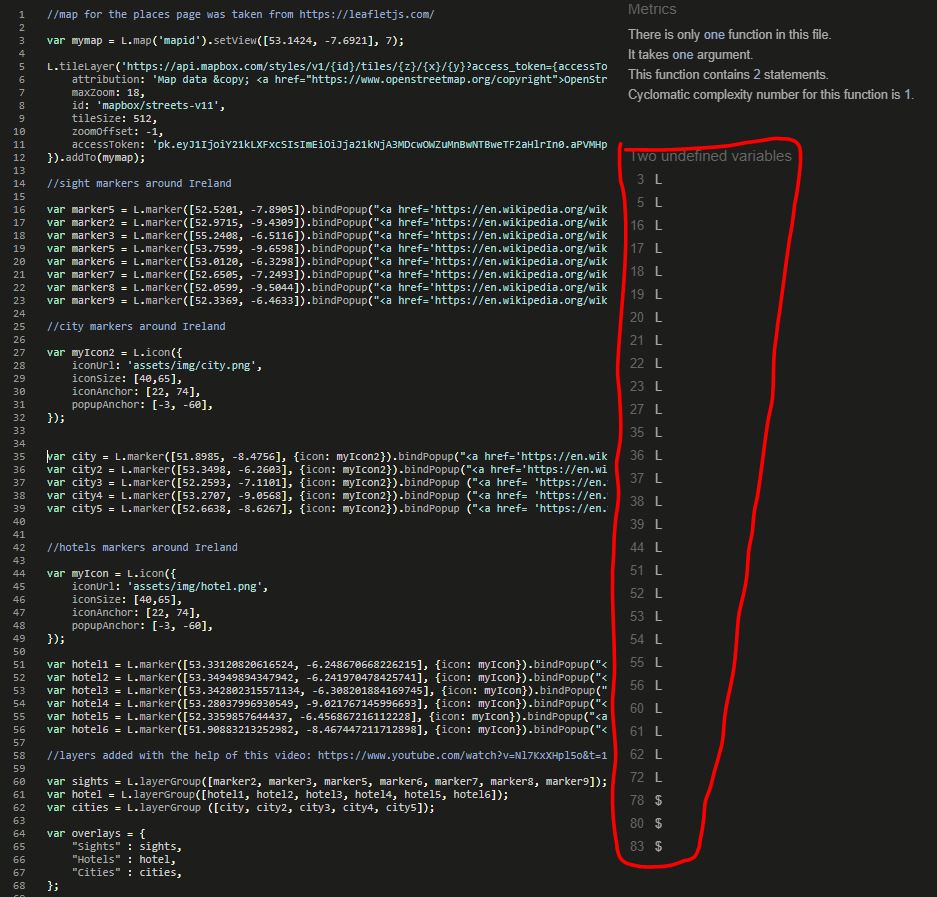 1 //map for the places page was taken from https://leafletjs.com/
2
3 var mymap = L.map('mapid').setView([53.1424, -7.6921], 7);
4
5 L.tileLayer('https://api.mapbox.com/styles/v1/{id}/tiles/{z}/{x}/{y}?access_token={accessTo
6 attribution: 'Map data &copy; <a href="https://www.openstreetmap.org/copyright">OpenStr
7 maxZoom: 18,
8 id: 'mapbox/streets-v11',
9 tileSize: 512,
10 zoomOffset: -1,
11 accessToken:
12 }).addTo(mymap);
13
14 //sight markers around Ireland
15
16 var marker5 = L.marker([52.5201, -7.8905]).bindPopup("<a href='https://en.wikipedia.org/wik
17 var marker2 = L.marker([52.9715, -9.4309]).bindPopup("<a href='https://en.wikipedia.org/wik
18 var marker3 = L.marker([55.2408, -6.5116]).bindPopup("<a href='https://en.wikipedia.org/wik
19 var marker5 = L.marker([53.7599, -9.6598]).bindPopup("<a href='https://en.wikipedia.org/wik
20 var marker6 = L.marker([53.0120, -6.3298]).bindPopup("<a href='https://en.wikipedia.org/wik
21 var marker7 = L.marker([52.6505, -7.2493]).bindPopup("<a href='https://en.wikipedia.org/wik
22 var marker8 = L.marker([52.0599, -9.5044]).bindPopup("<a href='https://en.wikipedia.org/wik
23 var marker9 = L.marker([52.3369, -6.4633]).bindPopup("<a href='https://en.wikipedia.org/wik
24
25 //city markers around Ireland
26
27 var myIcon2 = L.icon({
28 iconUrl: 'assets/img/city.png',
29 iconSize: [40,65],
30 iconAnchor: [22, 74],
31 popupAnchor: [-3, -60],
32 });
33
34
35 var city = L.marker([51.8985, -8.4756], {icon: myIcon2}).bindPopup("<a href='https://en.wik
36 var city2 = L.marker([53.3498, -6.2603], {icon: myIcon2}).bindPopup("<a href='https://en.wi
37 var city3 = L.marker([52.2593, -7.1101], {icon: myIcon2}).bindPopup ("<a href= 'https://en.
38 var city4 = L.marker([53.2707, -9.0568], {icon: myIcon2}).bindPopup ("<a href= 'https://en.
39 var city5 = L.marker([52.6638, -8.6267], {icon: myIcon2}).bindPopup ("<a href= 'https://en.
40
41
42 //hotels markers around Ireland
43
44 var myIcon = L.icon({
45 iconUrl: 'assets/img/hotel.png',
46 iconSize: [40,65],
47 iconAnchor: [22, 74],
48 popupAnchor: [-3, -60],
49 });
50
51 var hotel1 = L.marker([53.33120820616524, -6.248670668226215], {icon: myIcon}).bindPopup("<
52 var hotel2 = L.marker([53.34949894347942, -6.241970478425741], {icon: myIcon}).bindPopup("<
53 var hotel3 = L.marker([53.342802315571134, -6.308201884169745], {icon: myIcon}).bindPopup("
54 var hotel4 = L.marker([53.28037996930549, -9.021767145996693], {icon: myIcon}).bindPopup("<
55 var hotel5 = L.marker([52.3359857644437, -6.456867216112228], {icon: myIcon}).bindPopup("<a
56 var hotel6 = L.marker([51.90883213252982, -8.467447211712898], {icon: myIcon}).bindPopup("<
57
58 //layers added with the help of this video: https://www.youtube.com/watch?v=Nl7KxXHpl5o&t=1
59
60 var sights = L.layerGroup([marker2, marker3, marker5, marker6, marker7, marker8, marker9]);
61 var hotel = L.layerGroup([hotel1, hotel2, hotel3, hotel4, hotel5, hotel6]);
62 var cities = L.layerGroup ([city, city2, city3, city4, city5]);
63
64 var overlays = {
65 "Sights" : sights,
66 "Hotels" : hotel,
67 "Cities" : cities,
68 };
Metrics
There is only one function in this file.
It takes one argument.
This function contains 2 statements.
Cyclomatic complexity number for this function is 1.
Two undefined variables
3 L
5 L
16 L
17 L
18 L
19 L
20 L
21 L
22 L
23 L
27 L
35 L
36 L
37 L
38 L
39 L
44 L
51 L
52 L
53 L
54 L
55 L
56 L
60 L
61 L
62 L
72 L
78 $
80 $
83 $